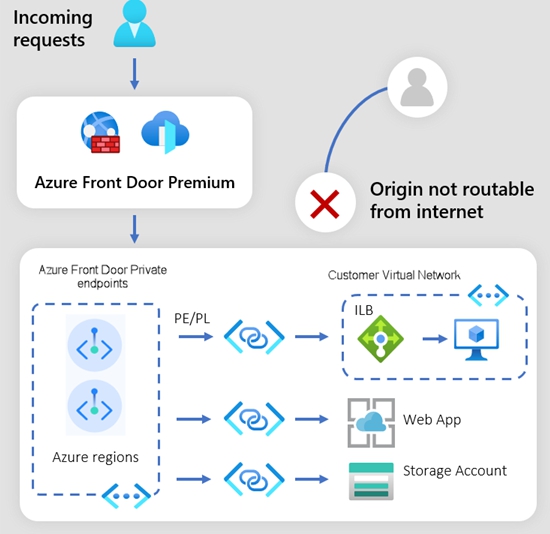 Incoming
requests
Azure Front Door Premium
Origin not routable
from internet
Azure Front Door Private
endpoints
Customer Virtual Network
PE/PL
ILB
Web App
Azure regions
Storage Account